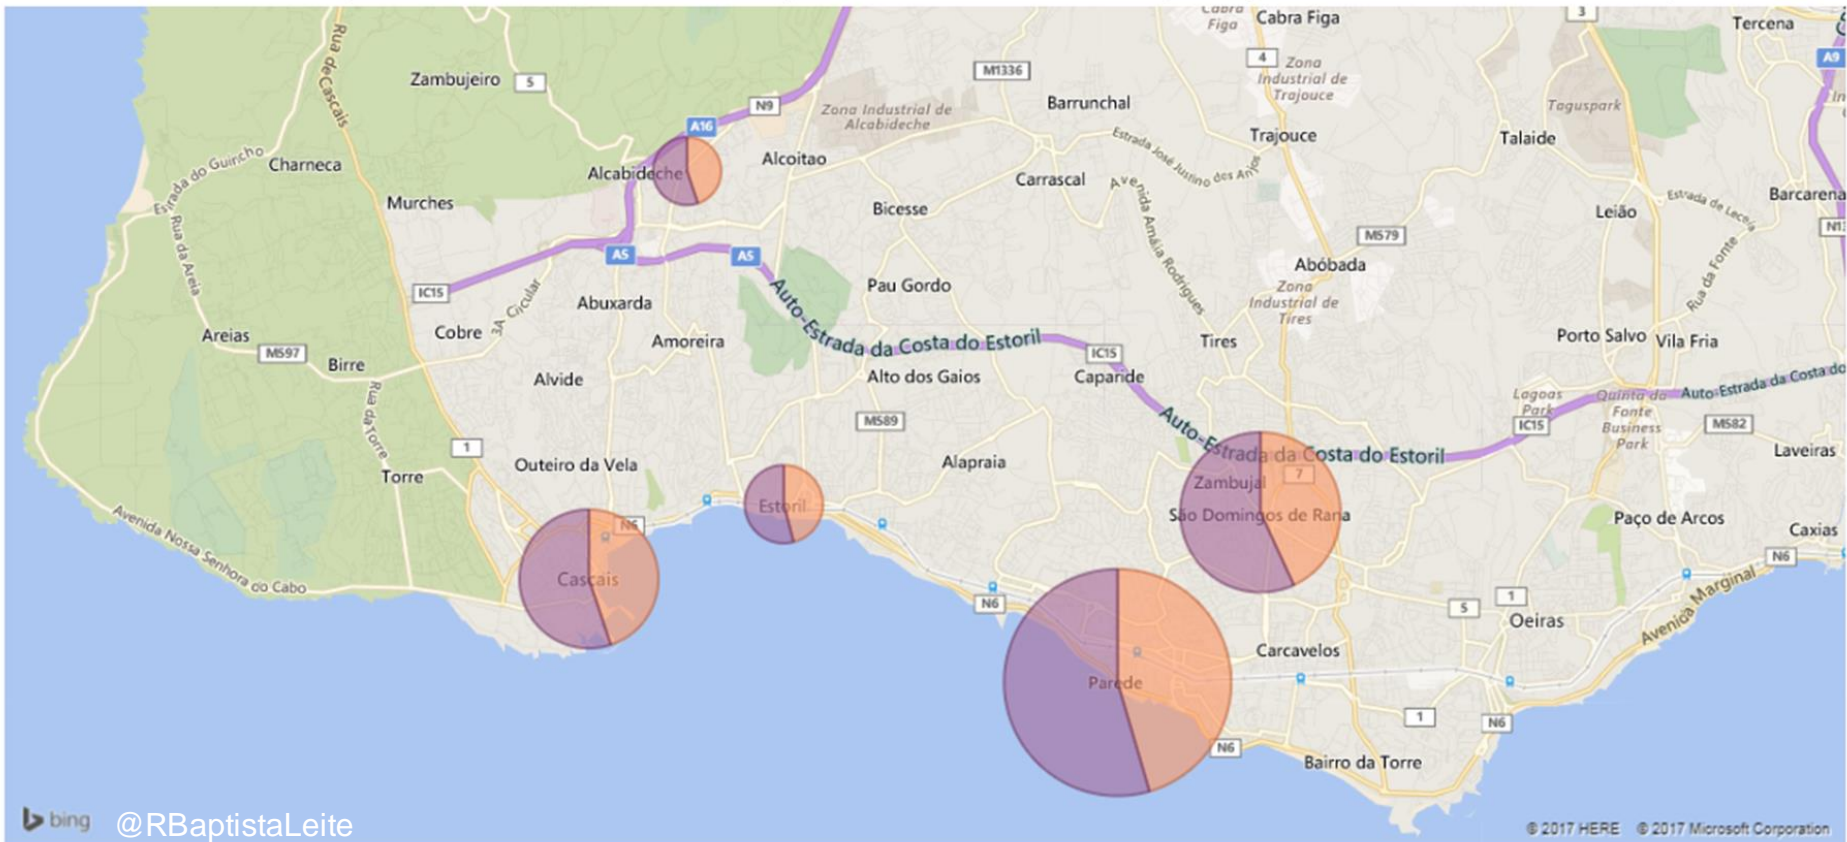 Cabra
Figa
Cabra Figa
3
Tercena
Rua de Cascais
Zambujeiro
5
M1336
4
Zona
Industrial de
Trajouce
A9
N9
Zona Industrial de
Alcabideche
Barrunchal
Taguspark
A16
Estrada José Justino dos Anjos
Trajouce
Talaide
Estrada do Guincho
Charneca
Alcoitao
Alcabideche
Carrascal
Avenida Amália Rodrigues
Murches
Bicesse
Leião
Estrada de Leceia
Barcarena
Rua da Areia
M579
A5
A5
Abóbada
Rua da Fonte
IC15
3A. Circular
Abuxarda
Pau Gordo
Zona
Industrial de
Tires
Areias
Cobre
Amoreira
Auto-Estrada da Costa do Estoril
Tires
Porto Salvo
Vila Fria
M597
Birre
IC15
Alvide
Alto dos Gaios
Caparide
Auto-Estrada da Costa do
Rua da Torre
Lagoas
Park
Quinta da
Fonte
Business
Park
M589
Auto-Estrada da Costa do Estoril
IC15
M582
1
Outeiro da Vela
Alapraia
7
Laveiras
Torre
Zambujal
Estoril
São Domingos de Rana
Paço de Arcos
Avenida Nossa Senhora do Cabo
N6
Caxias
N6
Cascais
N6
5
1
Avenida Marginal
Oeiras
Carcavelos
Parede
1
N6
N6
Bairro da Torre
bing
@RBaptistaLeite
© 2017 HERE © 2017 Microsoft Corporation